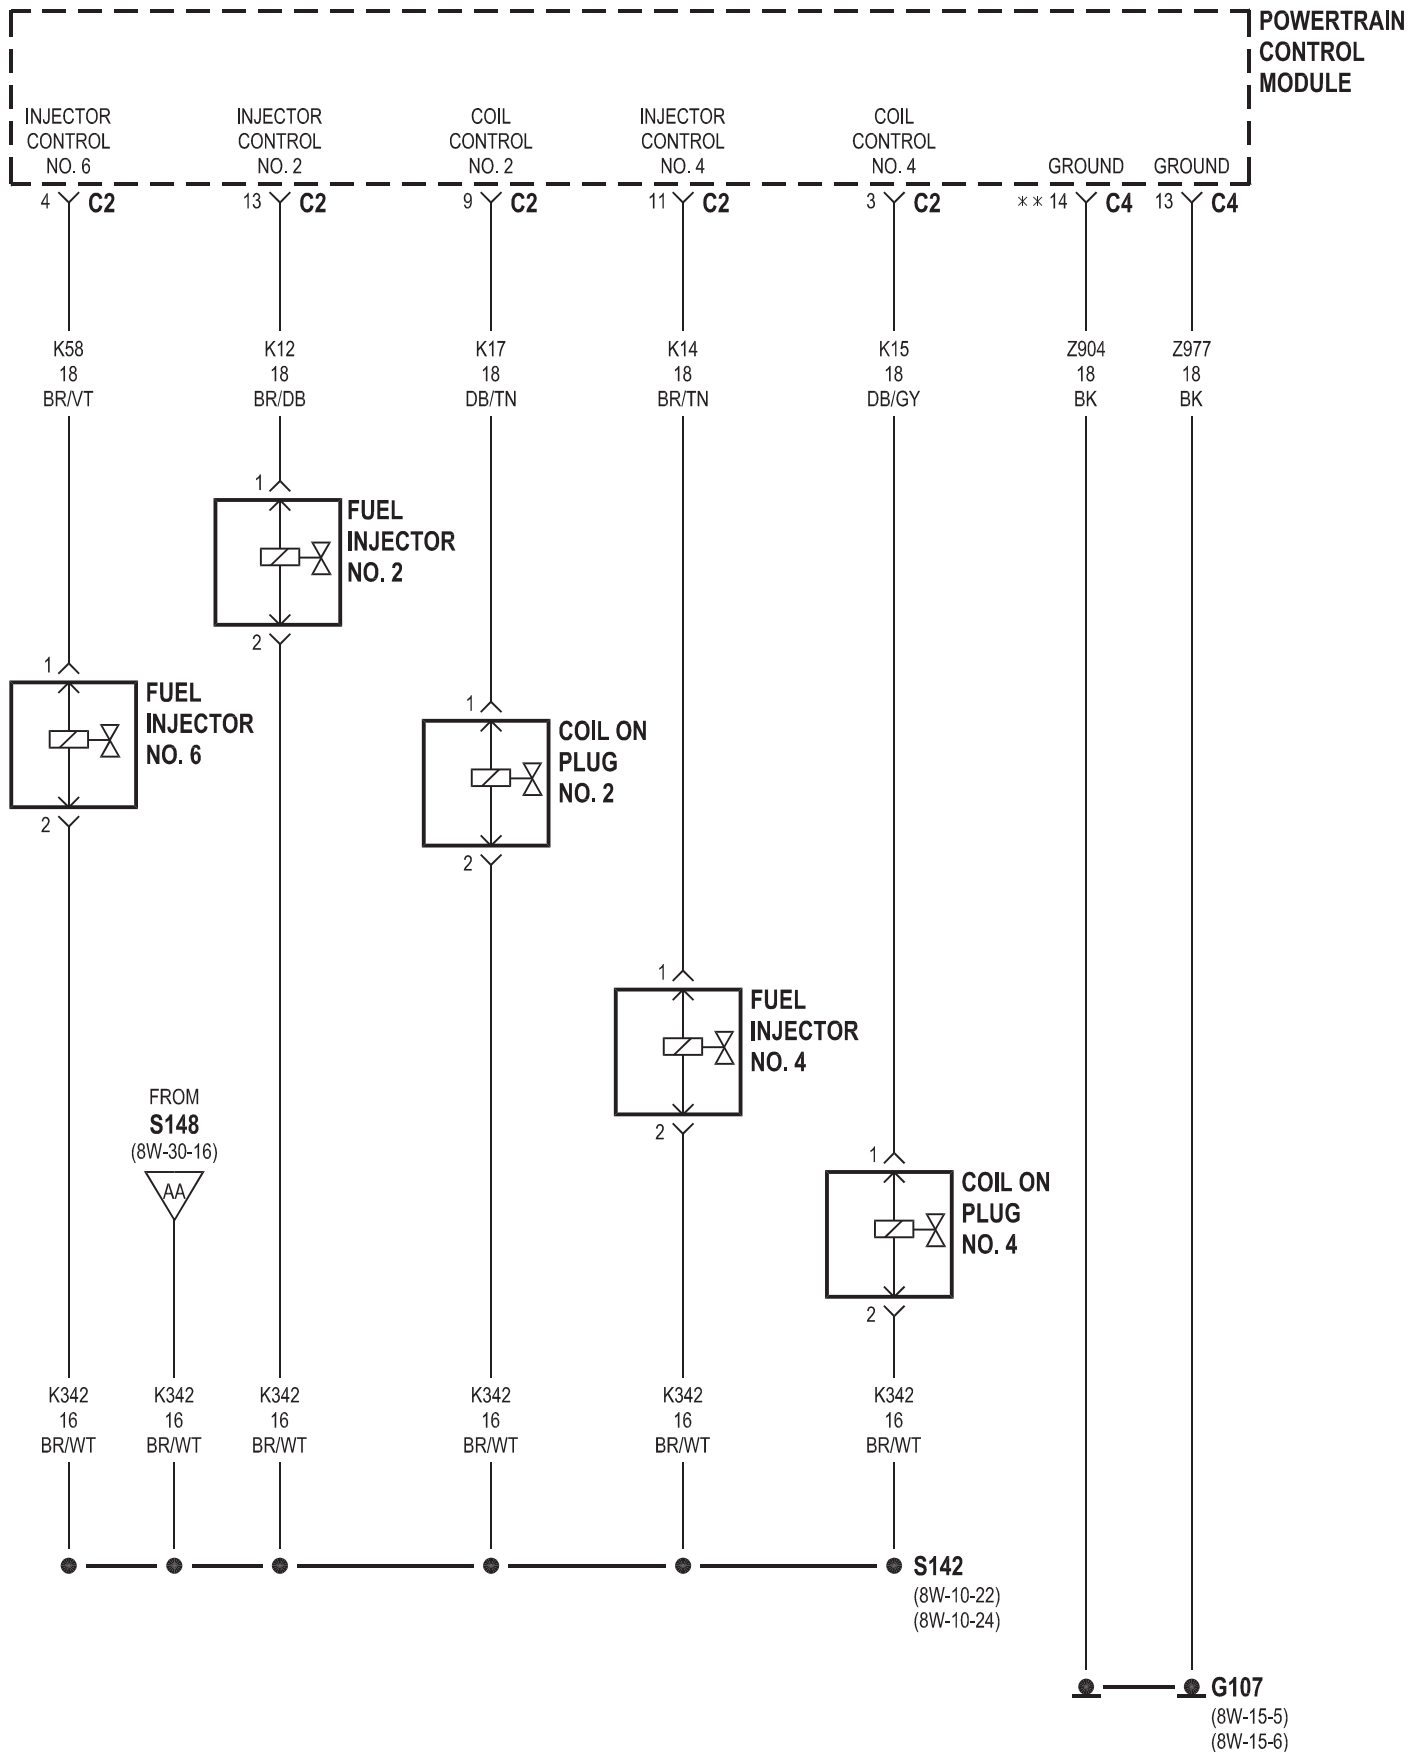 POWERTRAIN
CONTROL
MODULE
INJECTOR
CONTROL
NO. 6
INJECTOR
CONTROL
NO. 2
COIL
CONTROL
NO. 2
INJECTOR
CONTROL
NO. 4
COIL
CONTROL
NO. 4
GROUND
GROUND
4 C2
13 C2
9 C2
11 C2
3 C2
** 14 C4
13 C4
K58
18
BR/VT
K12
18
BR/DB
K17
18
DB/TN
K14
18
BR/TN
K15
18
DB/GY
Z904
18
BK
Z977
18
BK
1
FUEL
INJECTOR
NO. 2
2
1
FUEL
INJECTOR
NO. 6
2
1
COIL ON
PLUG
NO. 2
2
1
FUEL
INJECTOR
NO. 4
2
FROM
S148
(8W-30-16)
AA
1
COIL ON
PLUG
NO. 4
2
K342
16
BR/WT
K342
16
BR/WT
K342
16
BR/WT
K342
16
BR/WT
K342
16
BR/WT
K342
16
BR/WT
S142
(8W-10-22)
(8W-10-24)
G107
(8W-15-5)
(8W-15-6)